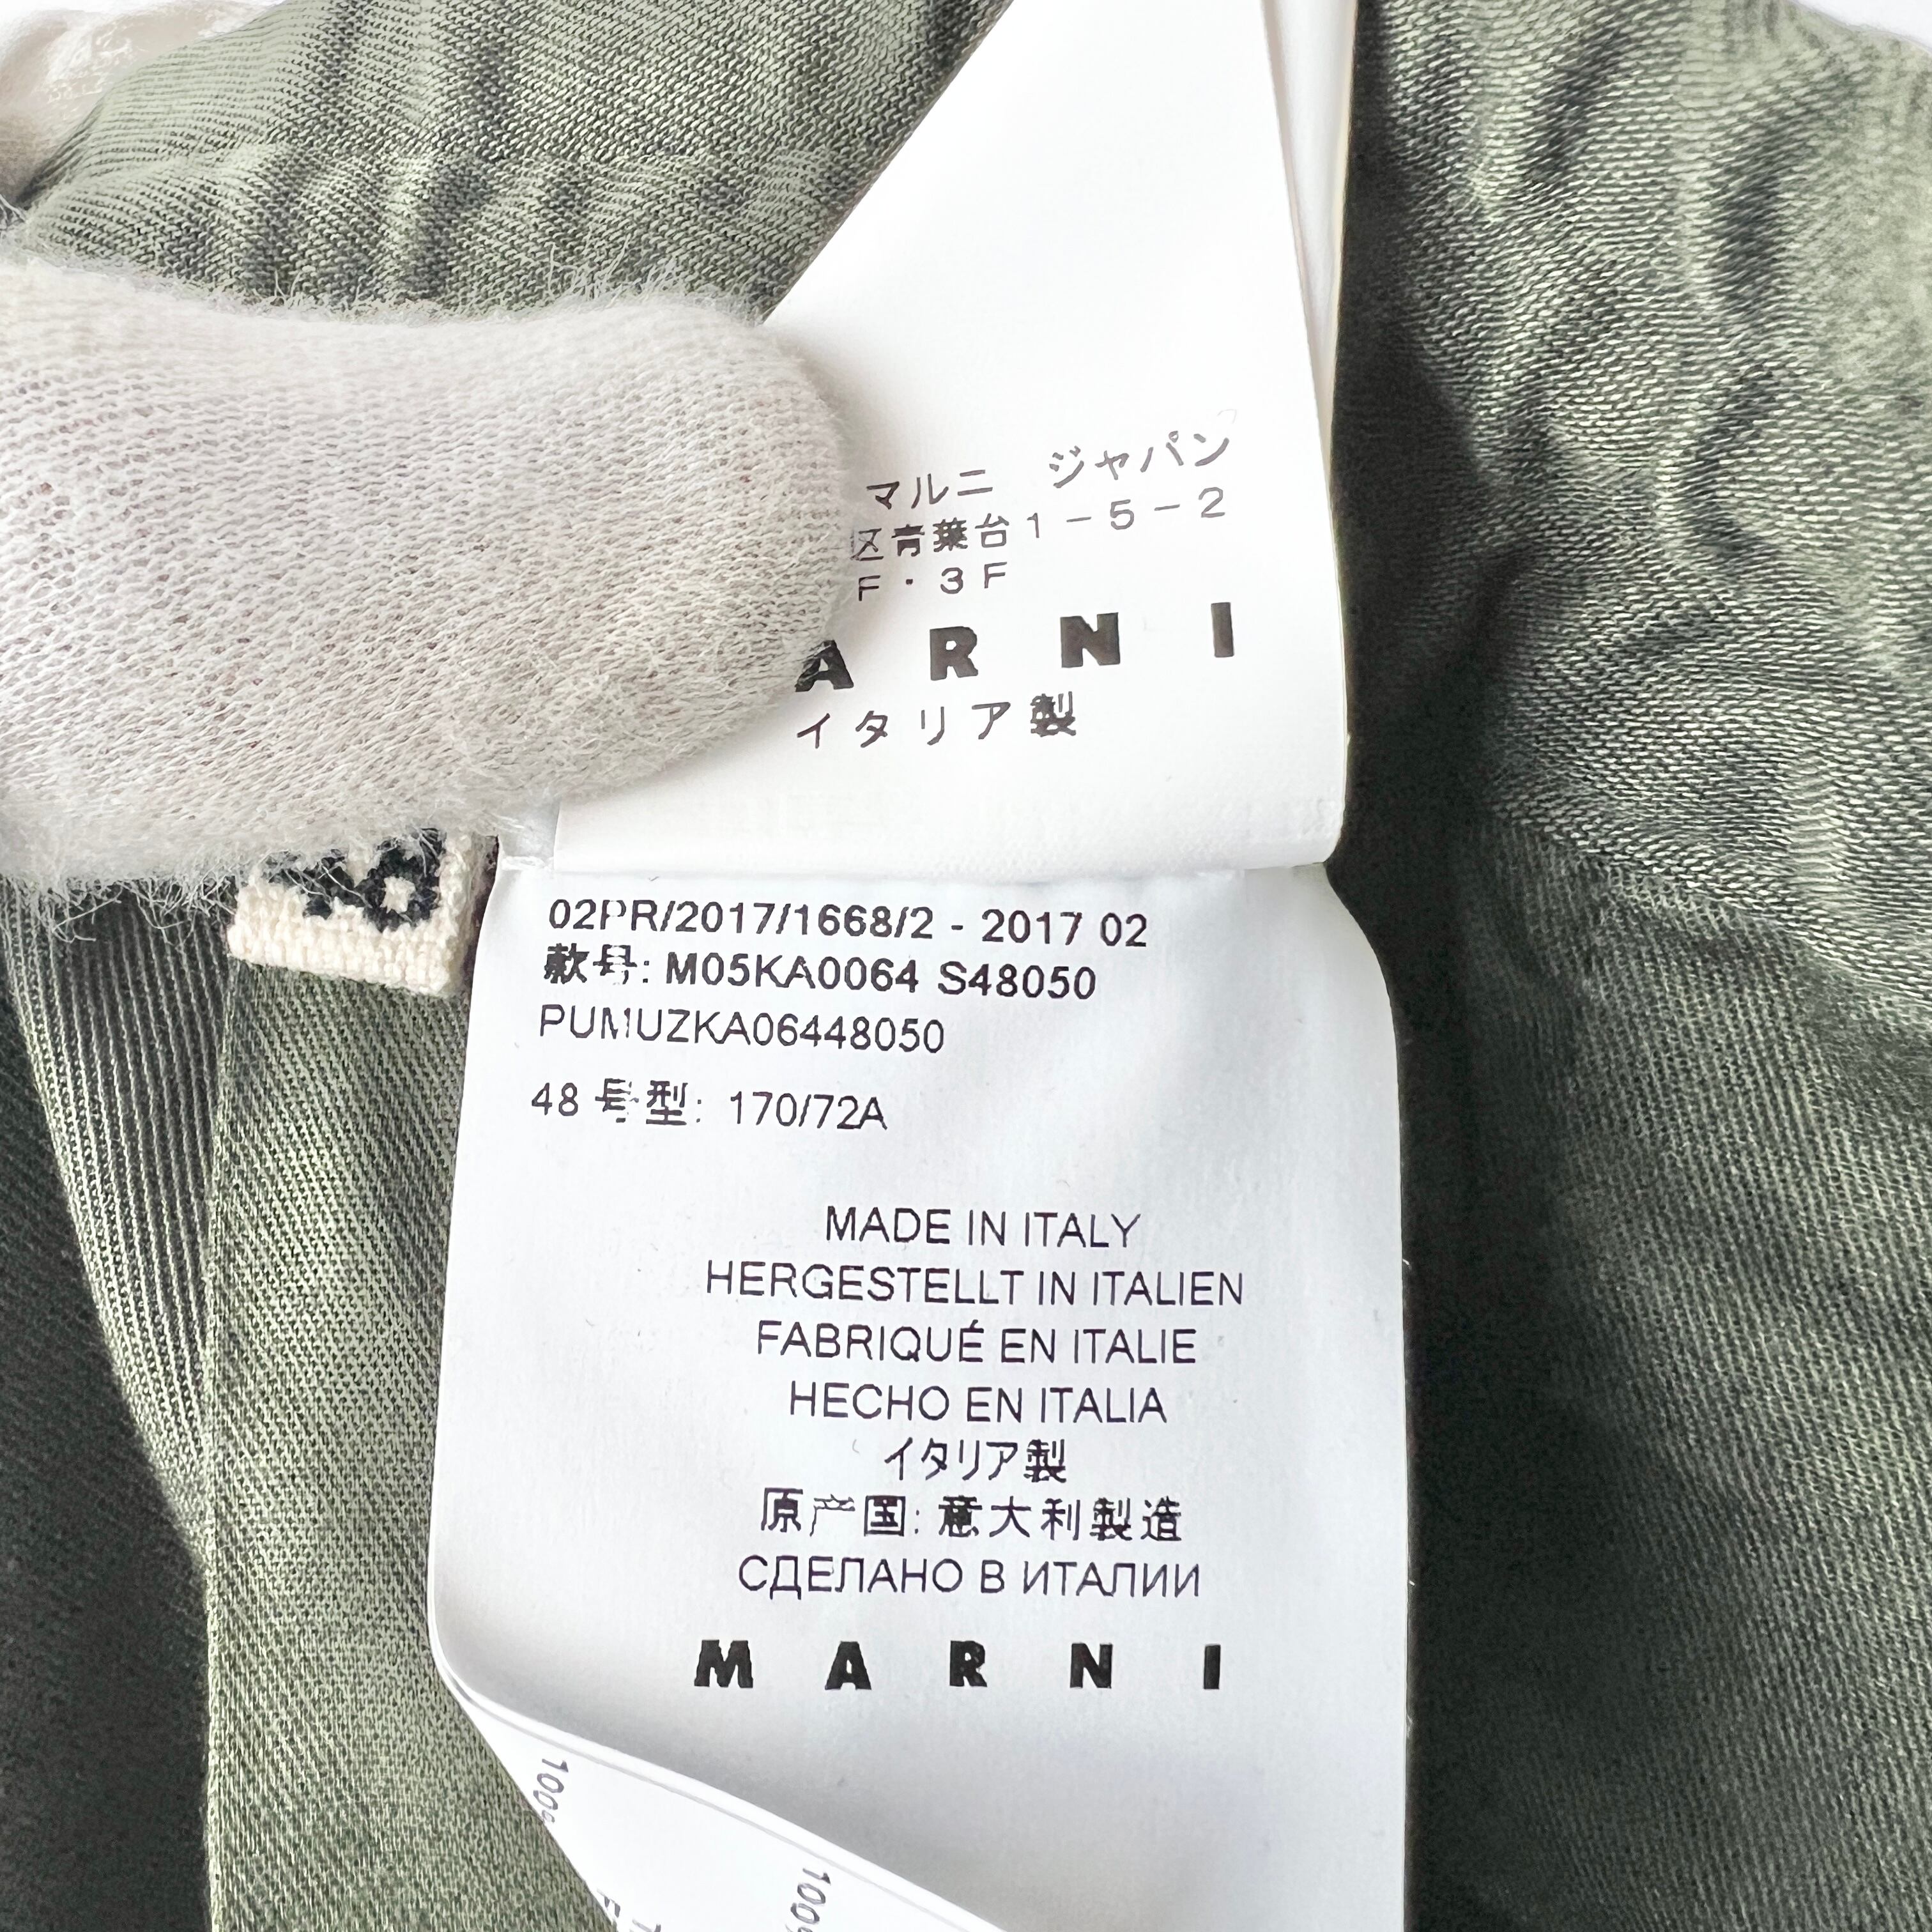 マルニ ジャパン
区青葉台1-5-2
F・3F
ARNI
イタリア製
02PR/2017/1668/2 - 2017 02
款号: M05KA0064 S48050
PUMUZKA06448050
48 号型: 170/72A
MADE IN ITALY
HERGESTELLT IN ITALIEN
FABRIQUÉ EN ITALIE
HECHO EN ITALIA
イタリア製
原产国: 意大利製造
СДЕЛАНО В ИТАЛИИ
MARNI
100%
100%